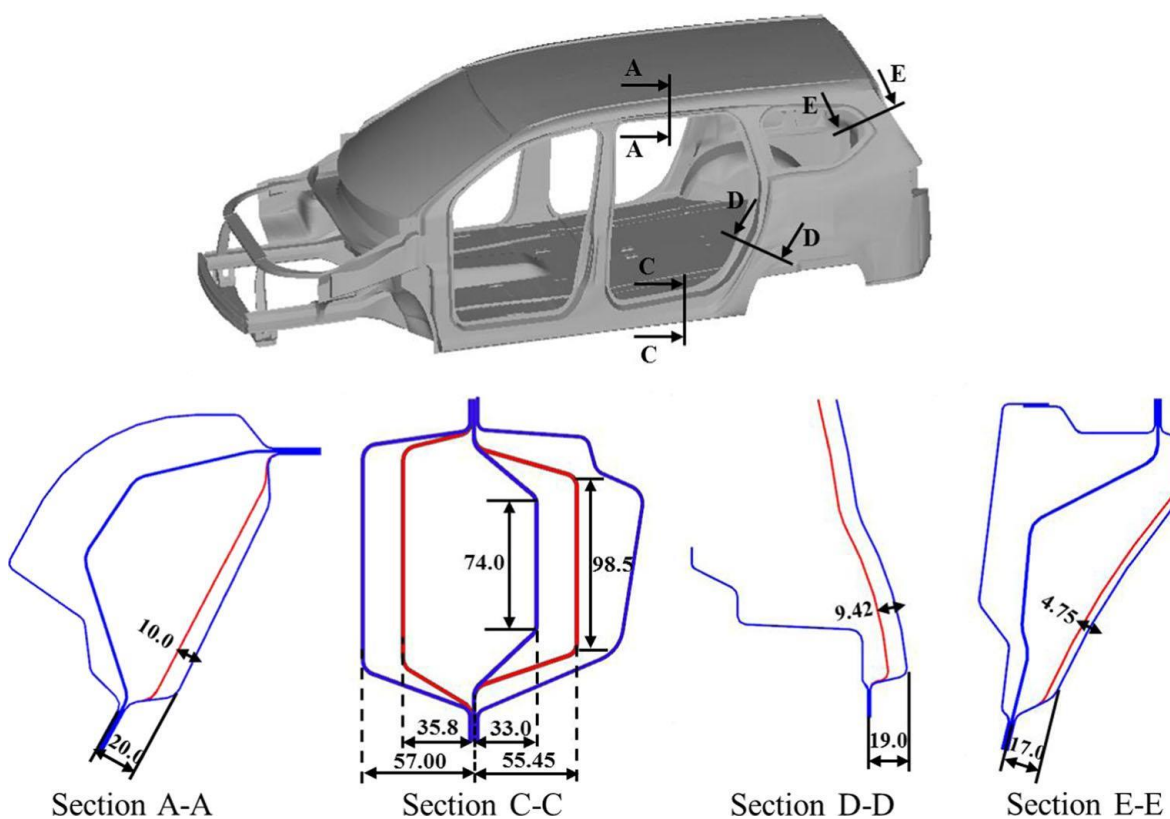 A
A
E
E
D
D
C
C
10.0
20.0
74.0
98.5
35.8
33.0
57.00
55.45
9.42
19.0
4.75
17.0
Section A-A
Section C-C
Section D-D
Section E-E